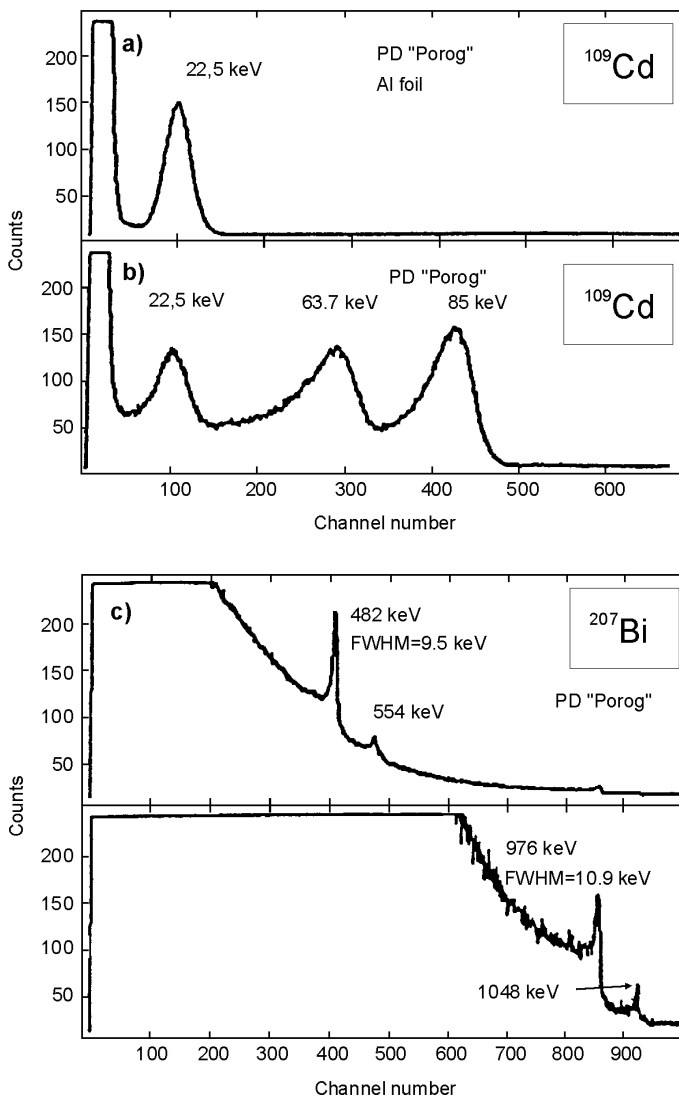 a)
22,5 keV
PD "Porog"
Al foil
¹⁰⁹Cd
200
150
100
50
b)
22,5 keV
63.7 keV
PD "Porog"
85 keV
¹⁰⁹Cd
200
150
100
50
Counts
100 200 300 400 500 600
Channel number
c)
482 keV
FWHM=9.5 keV
554 keV
²⁰⁷Bi
PD "Porog"
200
150
100
50
Counts
976 keV
FWHM=10.9 keV
1048 keV
200
150
100
50
100 200 300 400 500 600 700 800 900
Channel number